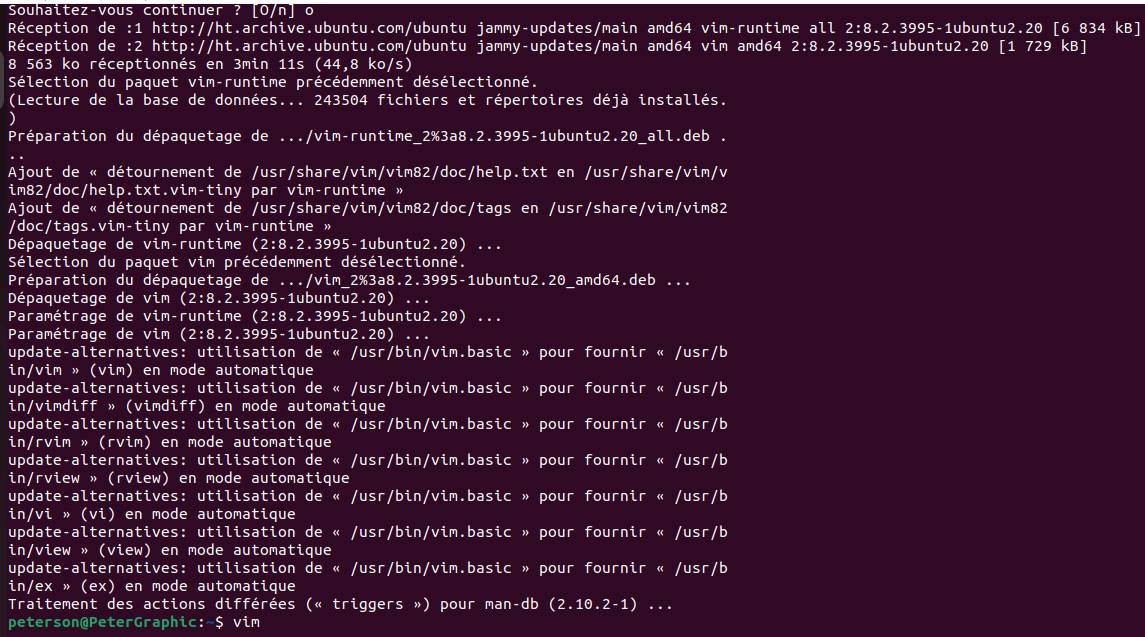 Souhaitez-vous continuer ? [O/n] o
Réception de :1 http://ht.archive.ubuntu.com/ubuntu jammy-updates/main amd64 vim-runtime all 2:8.2.3995-1ubuntu2.20 [6 834 kB]
Réception de :2 http://ht.archive.ubuntu.com/ubuntu jammy-updates/main amd64 vim amd64 2:8.2.3995-1ubuntu2.20 [1 729 kB]
8 563 ko réceptionnés en 3min 11s (44,8 ko/s)
Sélection du paquet vim-runtime précédemment désélectionné.
(Lecture de la base de données... 243504 fichiers et répertoires déjà installés.
)
Préparation du dépaquetage de .../vim-runtime_2%3a8.2.3995-1ubuntu2.20_all.deb .
..
Ajout de « détournement de /usr/share/vim/vim82/doc/help.txt en /usr/share/vim/v
im82/doc/help.txt.vim-tiny par vim-runtime »
Ajout de « détournement de /usr/share/vim/vim82/doc/tags en /usr/share/vim/vim82
/doc/tags.vim-tiny par vim-runtime »
Dépaquetage de vim-runtime (2:8.2.3995-1ubuntu2.20) ...
Sélection du paquet vim précédemment désélectionné.
Préparation du dépaquetage de .../vim_2%3a8.2.3995-1ubuntu2.20_amd64.deb ...
Dépaquetage de vim (2:8.2.3995-1ubuntu2.20) ...
Paramétrage de vim-runtime (2:8.2.3995-1ubuntu2.20) ...
Paramétrage de vim (2:8.2.3995-1ubuntu2.20) ...
update-alternatives: utilisation de « /usr/bin/vim.basic » pour fournir « /usr/b
in/vim » (vim) en mode automatique
update-alternatives: utilisation de « /usr/bin/vim.basic » pour fournir « /usr/b
in/vimdiff » (vimdiff) en mode automatique
update-alternatives: utilisation de « /usr/bin/vim.basic » pour fournir « /usr/b
in/rvim » (rvim) en mode automatique
update-alternatives: utilisation de « /usr/bin/vim.basic » pour fournir « /usr/b
in/rview » (rview) en mode automatique
update-alternatives: utilisation de « /usr/bin/vim.basic » pour fournir « /usr/b
in/vi » (vi) en mode automatique
update-alternatives: utilisation de « /usr/bin/vim.basic » pour fournir « /usr/b
in/view » (view) en mode automatique
update-alternatives: utilisation de « /usr/bin/vim.basic » pour fournir « /usr/b
in/ex » (ex) en mode automatique
Traitement des actions différées (« triggers ») pour man-db (2.10.2-1) ...
peterson@PeterGraphic:~$ vim